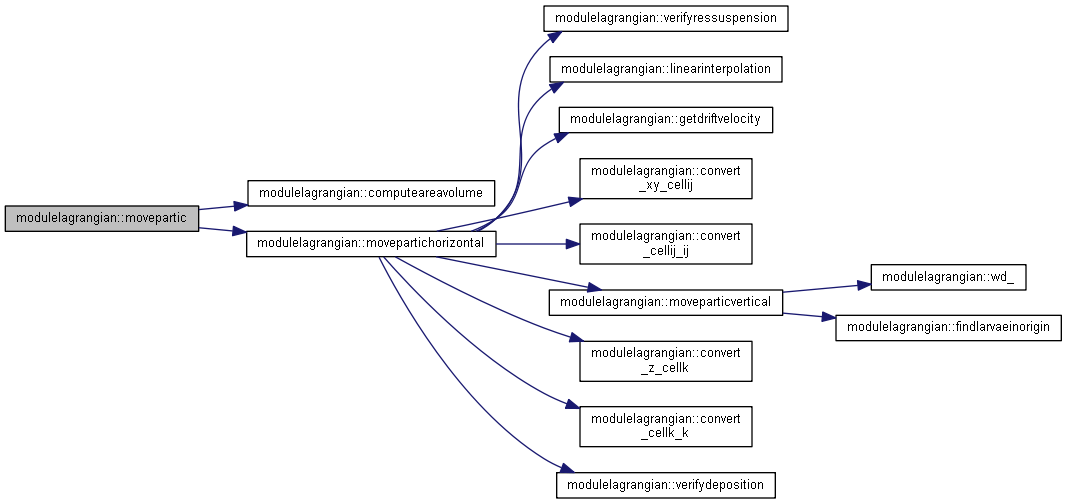 modulelagrangian::movepartic
modulelagrangian::computeareavolume
modulelagrangian::movepartichorizontal
modulelagrangian::verifyressuspension
modulelagrangian::linearinterpolation
modulelagrangian::getdriftvelocity
modulelagrangian::convert
_xy_cellij
modulelagrangian::convert
_cellij_ij
modulelagrangian::moveparticvertical
modulelagrangian::convert
_z_cellk
modulelagrangian::convert
_cellk_k
modulelagrangian::verifydeposition
modulelagrangian::wd_
modulelagrangian::findlarvaeinorigin